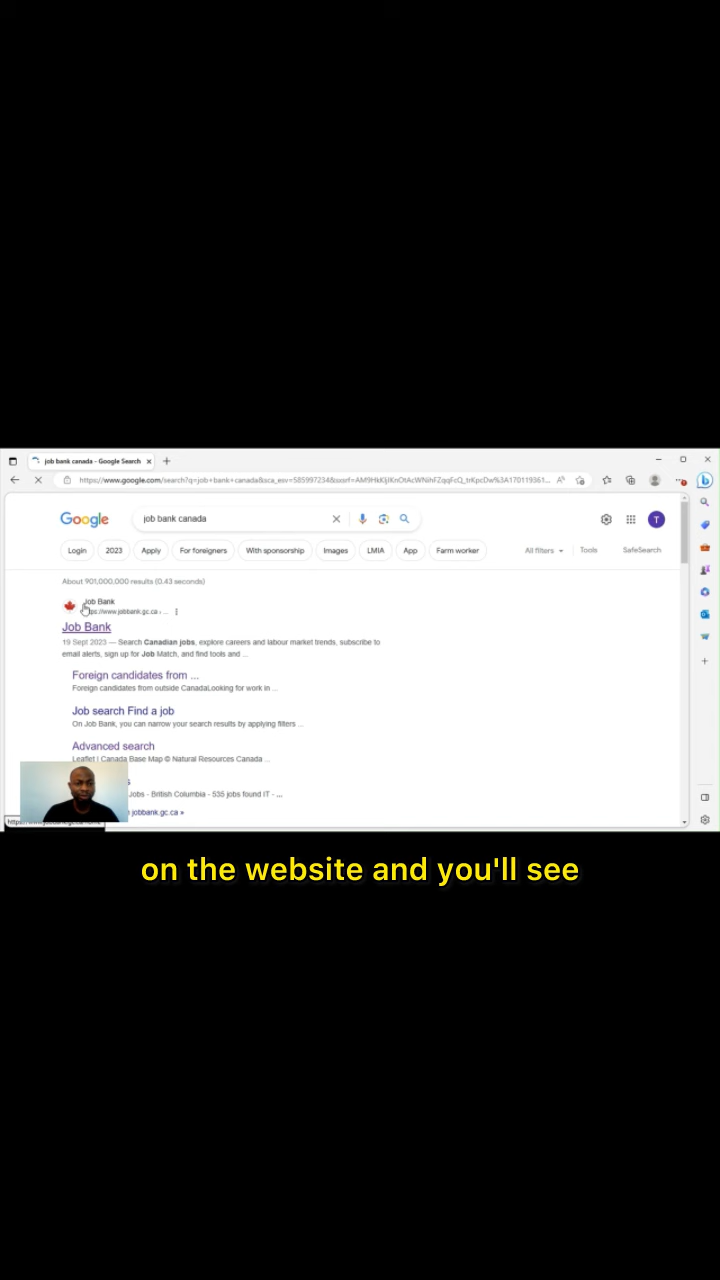 job bank canada - Google Search
Google
job bank canada
T
Login
2023
Apply
For foreigners
With sponsorship
Images
LMIA
App
Farm worker
All filters
Tools
SafeSearch
About 901,000,000 results (0.43 seconds)
Job Bank
Job Bank
19 Sept 2023 — Search Canadian jobs, explore careers and labour market trends, subscribe to
email alerts, sign up for Job Match, and find tools and ...
Foreign candidates from ...
Foreign candidates from outside CanadaLooking for work in ...
Job search Find a job
On Job Bank, you can narrow your search results by applying filters ...
Advanced search
Leaflet | Canada Base Map © Natural Resources Canada ...
Jobs - British Columbia - 535 jobs found IT - ...
jobbank.gc.ca »
on the website and you'll see